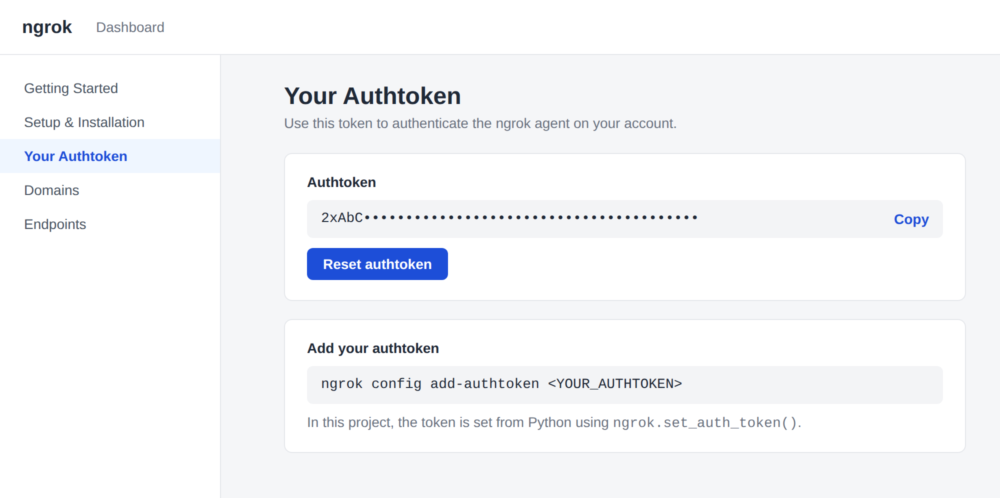 ngrok Dashboard
Getting Started
Setup & Installation
Your Authtoken
Domains
Endpoints
Your Authtoken
Use this token to authenticate the ngrok agent on your account.
Authtoken
2xAbC•••••••••••••••••••••••••••••••••••••••• Copy
Reset authtoken
Add your authtoken
ngrok config add-authtoken <YOUR_AUTHTOKEN>
In this project, the token is set from Python using ngrok.set_auth_token().